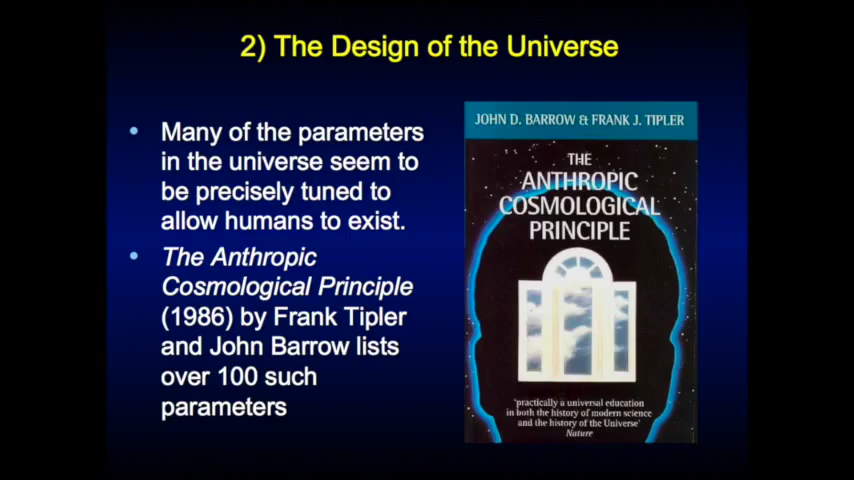 2) The Design of the Universe
• Many of the parameters
in the universe seem to
be precisely tuned to
allow humans to exist.
• The Anthropic
Cosmological Principle
(1986) by Frank Tipler
and John Barrow lists
over 100 such
parameters
JOHN D. BARROW & FRANK J. TIPLER
THE
ANTHROPIC
COSMOLOGICAL
PRINCIPLE
'practically a universal education
in both the history of modern science
and the history of the Universe'
Nature